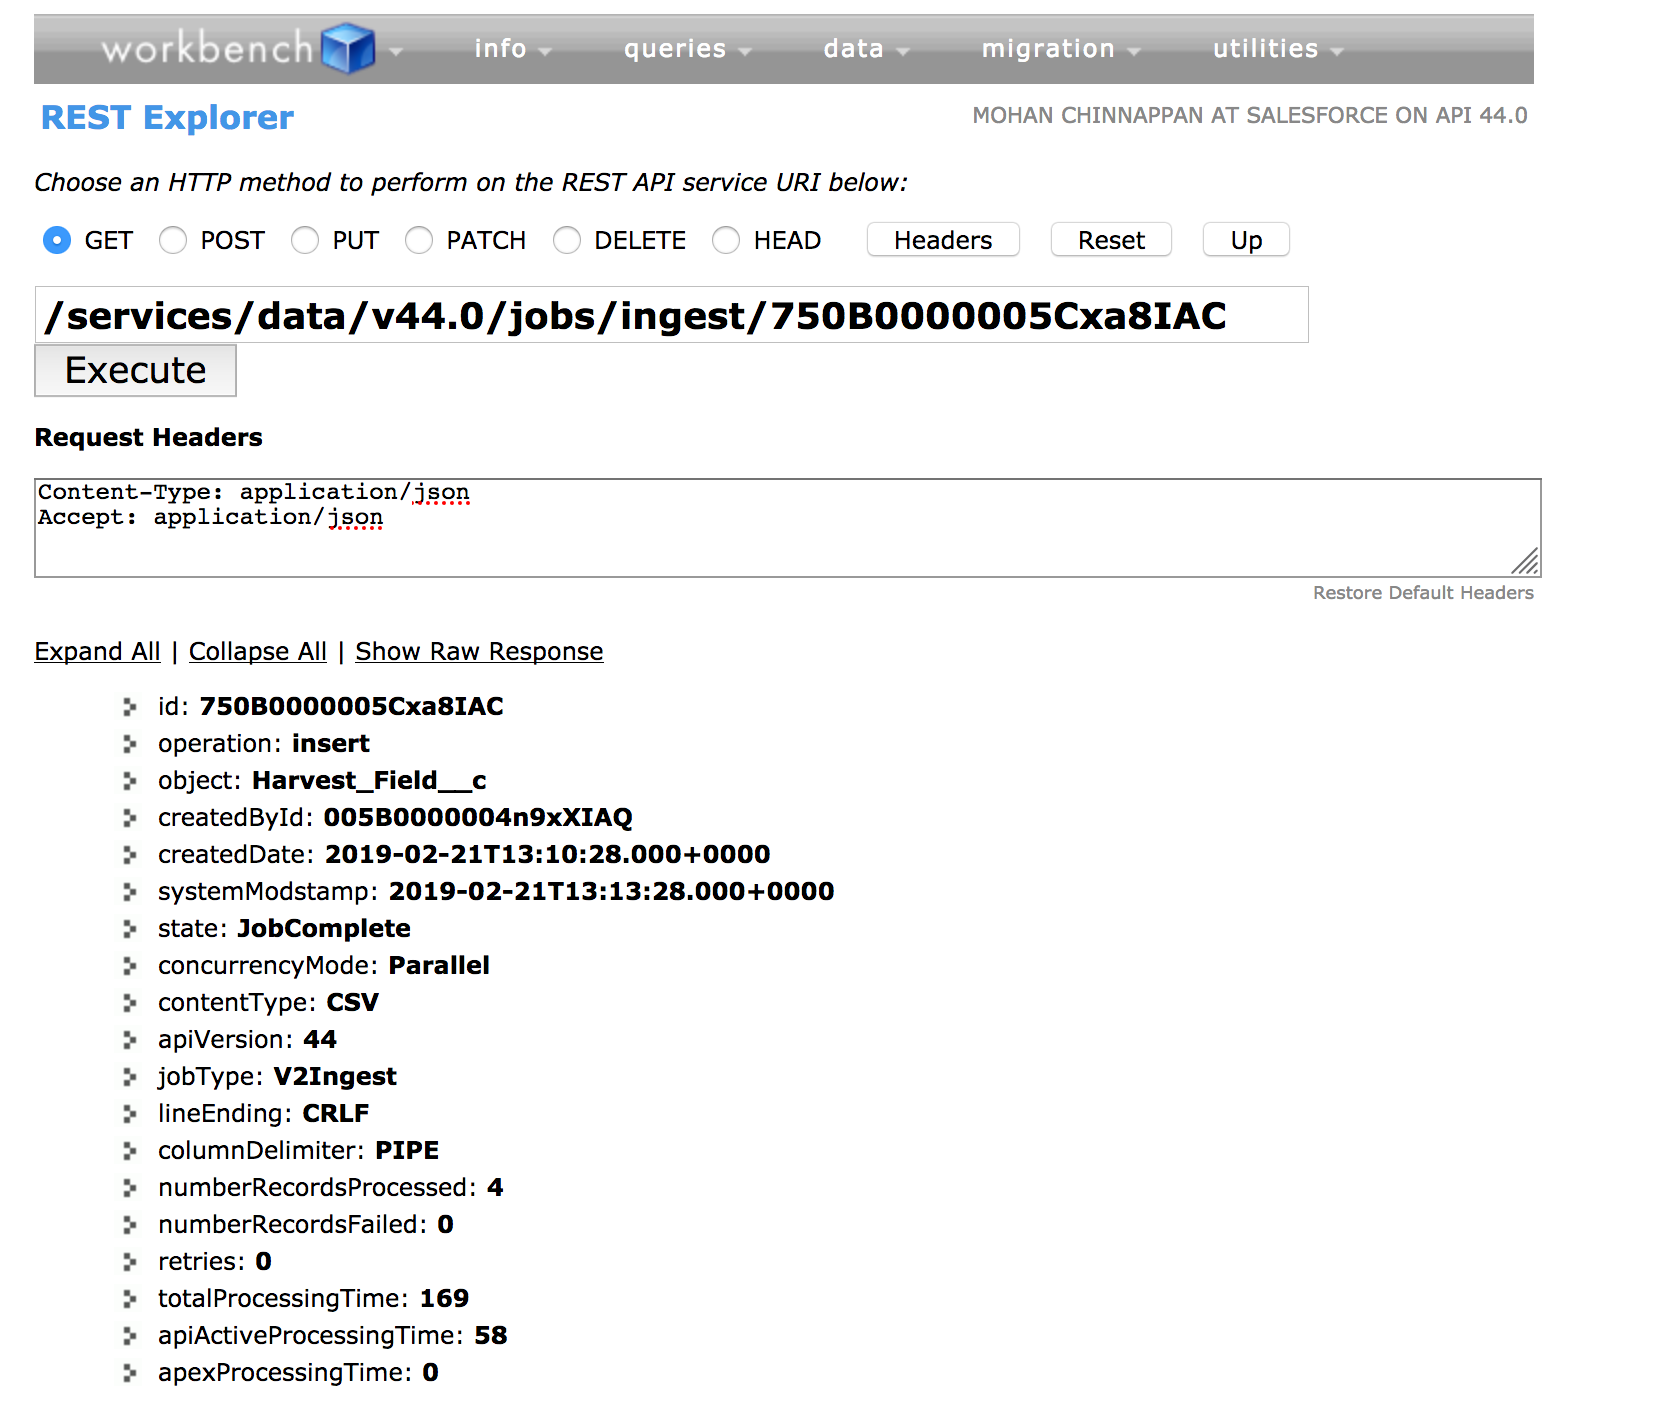 workbench info queries data migration utilities
REST Explorer MOHAN CHINNAPPAN AT SALESFORCE ON API 44.0
Choose an HTTP method to perform on the REST API service URI below:
GET POST PUT PATCH DELETE HEAD Headers Reset Up
/services/data/v44.0/jobs/ingest/750B0000005Cxa8IAC
Execute
Request Headers
Content-Type: application/json
Accept: application/json
Restore Default Headers
Expand All | Collapse All | Show Raw Response
id: 750B0000005Cxa8IAC
operation: insert
object: Harvest_Field__c
createdById: 005B0000004n9xXIAQ
createdDate: 2019-02-21T13:10:28.000+0000
systemModstamp: 2019-02-21T13:13:28.000+0000
state: JobComplete
concurrencyMode: Parallel
contentType: CSV
apiVersion: 44
jobType: V2Ingest
lineEnding: CRLF
columnDelimiter: PIPE
numberRecordsProcessed: 4
numberRecordsFailed: 0
retries: 0
totalProcessingTime: 169
apiActiveProcessingTime: 58
apexProcessingTime: 0